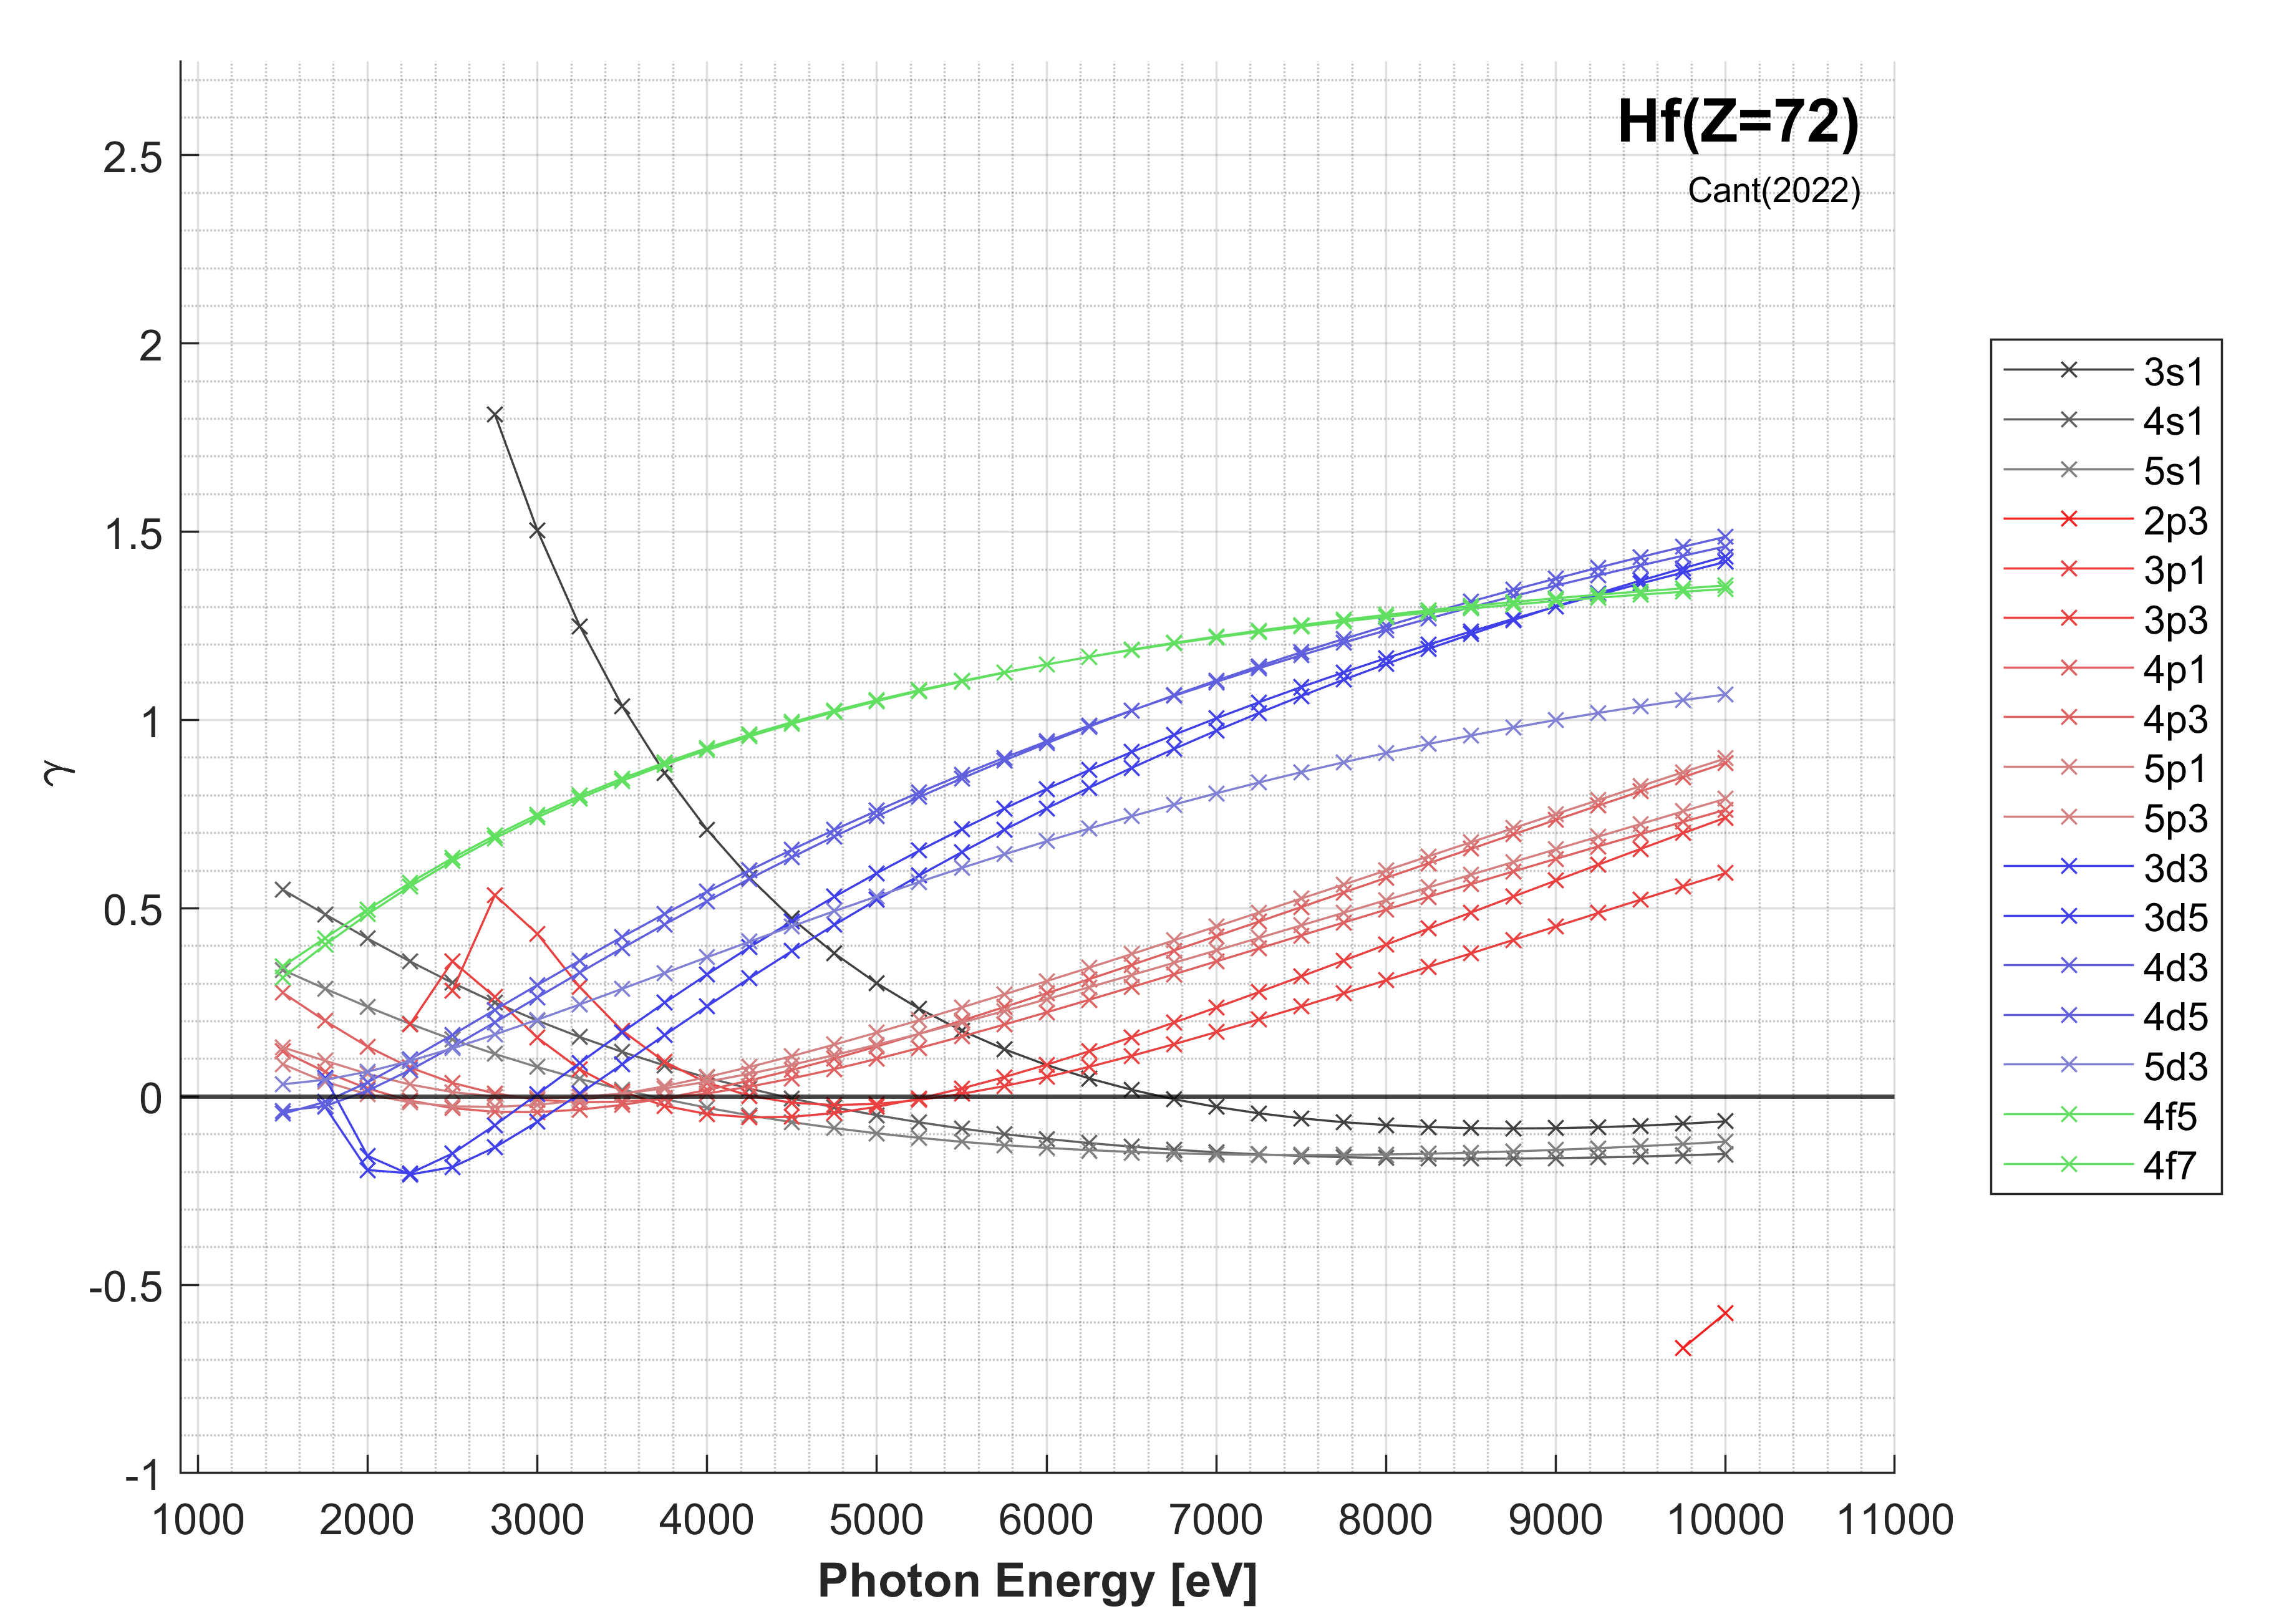 Hf(Z=72)
Cant(2022)
2.5
2
1.5
1
0.5
0
-0.5
-1
γ
1000 2000 3000 4000 5000 6000 7000 8000 9000 10000 11000
Photon Energy [eV]
3s1
4s1
5s1
2p3
3p1
3p3
4p1
4p3
5p1
5p3
3d3
3d5
4d3
4d5
5d3
4f5
4f7